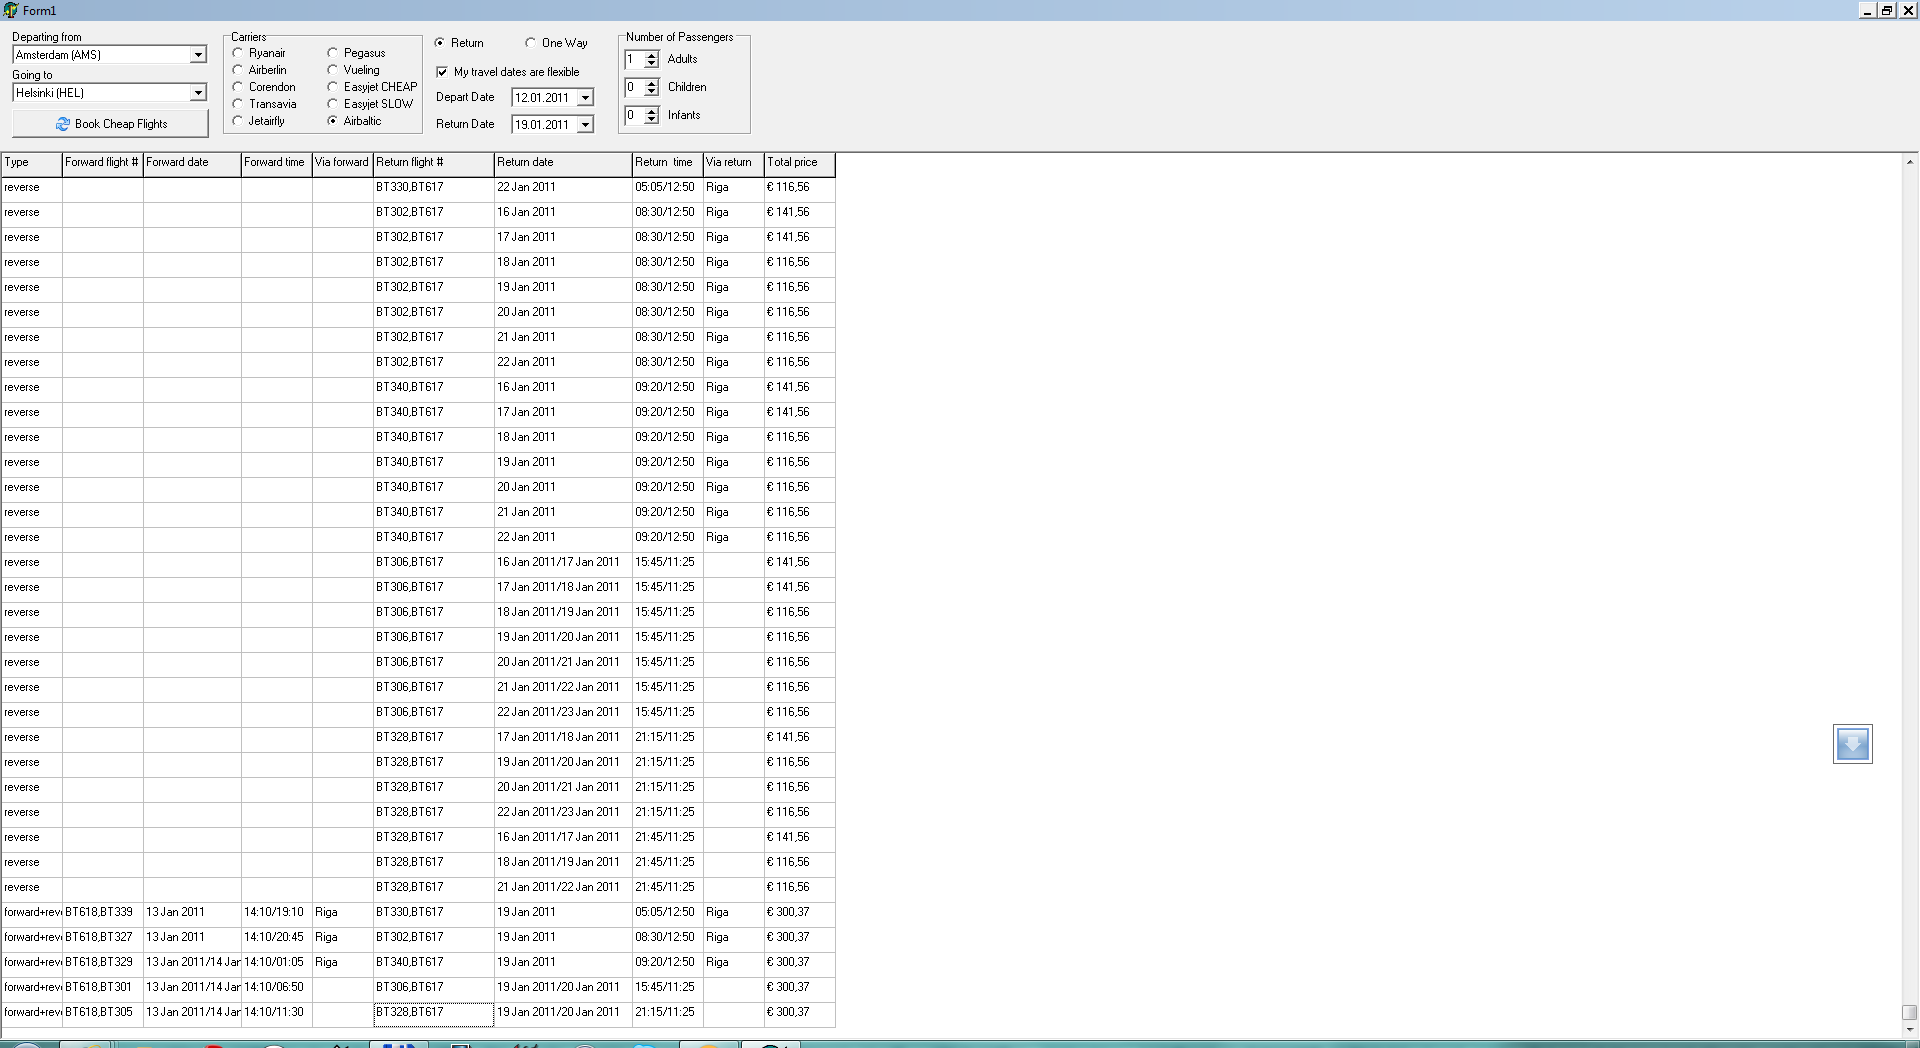 Form1
Departing from
Amsterdam (AMS)
Going to
Helsinki (HEL)
Book Cheap Flights
Carriers
Ryanair Pegasus
Airberlin Vueling
Corendon Easyjet CHEAP
Transavia Easyjet SLOW
Jetairfly Airbaltic
Return One Way
My travel dates are flexible
Depart Date 12.01.2011
Return Date 19.01.2011
Number of Passengers
1 Adults
0 Children
0 Infants
Type Forward flight # Forward date Forward time Via forward Return flight # Return date Return time Via return Total price
reverse BT330,BT617 22 Jan 2011 05:05/12:50 Riga € 116,56
reverse BT302,BT617 16 Jan 2011 08:30/12:50 Riga € 141,56
reverse BT302,BT617 17 Jan 2011 08:30/12:50 Riga € 141,56
reverse BT302,BT617 18 Jan 2011 08:30/12:50 Riga € 116,56
reverse BT302,BT617 19 Jan 2011 08:30/12:50 Riga € 116,56
reverse BT302,BT617 20 Jan 2011 08:30/12:50 Riga € 116,56
reverse BT302,BT617 21 Jan 2011 08:30/12:50 Riga € 116,56
reverse BT302,BT617 22 Jan 2011 08:30/12:50 Riga € 116,56
reverse BT340,BT617 16 Jan 2011 09:20/12:50 Riga € 141,56
reverse BT340,BT617 17 Jan 2011 09:20/12:50 Riga € 141,56
reverse BT340,BT617 18 Jan 2011 09:20/12:50 Riga € 116,56
reverse BT340,BT617 19 Jan 2011 09:20/12:50 Riga € 116,56
reverse BT340,BT617 20 Jan 2011 09:20/12:50 Riga € 116,56
reverse BT340,BT617 21 Jan 2011 09:20/12:50 Riga € 116,56
reverse BT340,BT617 22 Jan 2011 09:20/12:50 Riga € 116,56
reverse BT306,BT617 16 Jan 2011/17 Jan 2011 15:45/11:25 € 141,56
reverse BT306,BT617 17 Jan 2011/18 Jan 2011 15:45/11:25 € 141,56
reverse BT306,BT617 18 Jan 2011/19 Jan 2011 15:45/11:25 € 116,56
reverse BT306,BT617 19 Jan 2011/20 Jan 2011 15:45/11:25 € 116,56
reverse BT306,BT617 20 Jan 2011/21 Jan 2011 15:45/11:25 € 116,56
reverse BT306,BT617 21 Jan 2011/22 Jan 2011 15:45/11:25 € 116,56
reverse BT306,BT617 22 Jan 2011/23 Jan 2011 15:45/11:25 € 116,56
reverse BT328,BT617 17 Jan 2011/18 Jan 2011 21:15/11:25 € 141,56
reverse BT328,BT617 19 Jan 2011/20 Jan 2011 21:15/11:25 € 116,56
reverse BT328,BT617 20 Jan 2011/21 Jan 2011 21:15/11:25 € 116,56
reverse BT328,BT617 22 Jan 2011/23 Jan 2011 21:15/11:25 € 116,56
reverse BT328,BT617 16 Jan 2011/17 Jan 2011 21:45/11:25 € 141,56
reverse BT328,BT617 18 Jan 2011/19 Jan 2011 21:45/11:25 € 116,56
reverse BT328,BT617 21 Jan 2011/22 Jan 2011 21:45/11:25 € 116,56
forward+reve BT618,BT339 13 Jan 2011 14:10/19:10 Riga BT330,BT617 19 Jan 2011 05:05/12:50 Riga € 300,37
forward+reve BT618,BT327 13 Jan 2011 14:10/20:45 Riga BT302,BT617 19 Jan 2011 08:30/12:50 Riga € 300,37
forward+reve BT618,BT329 13 Jan 2011/14 Jan 14:10/01:05 Riga BT340,BT617 19 Jan 2011 09:20/12:50 Riga € 300,37
forward+reve BT618,BT301 13 Jan 2011/14 Jan 14:10/06:50 BT306,BT617 19 Jan 2011/20 Jan 2011 15:45/11:25 € 300,37
forward+reve BT618,BT305 13 Jan 2011/14 Jan 14:10/11:30 BT328,BT617 19 Jan 2011/20 Jan 2011 21:15/11:25 € 300,37